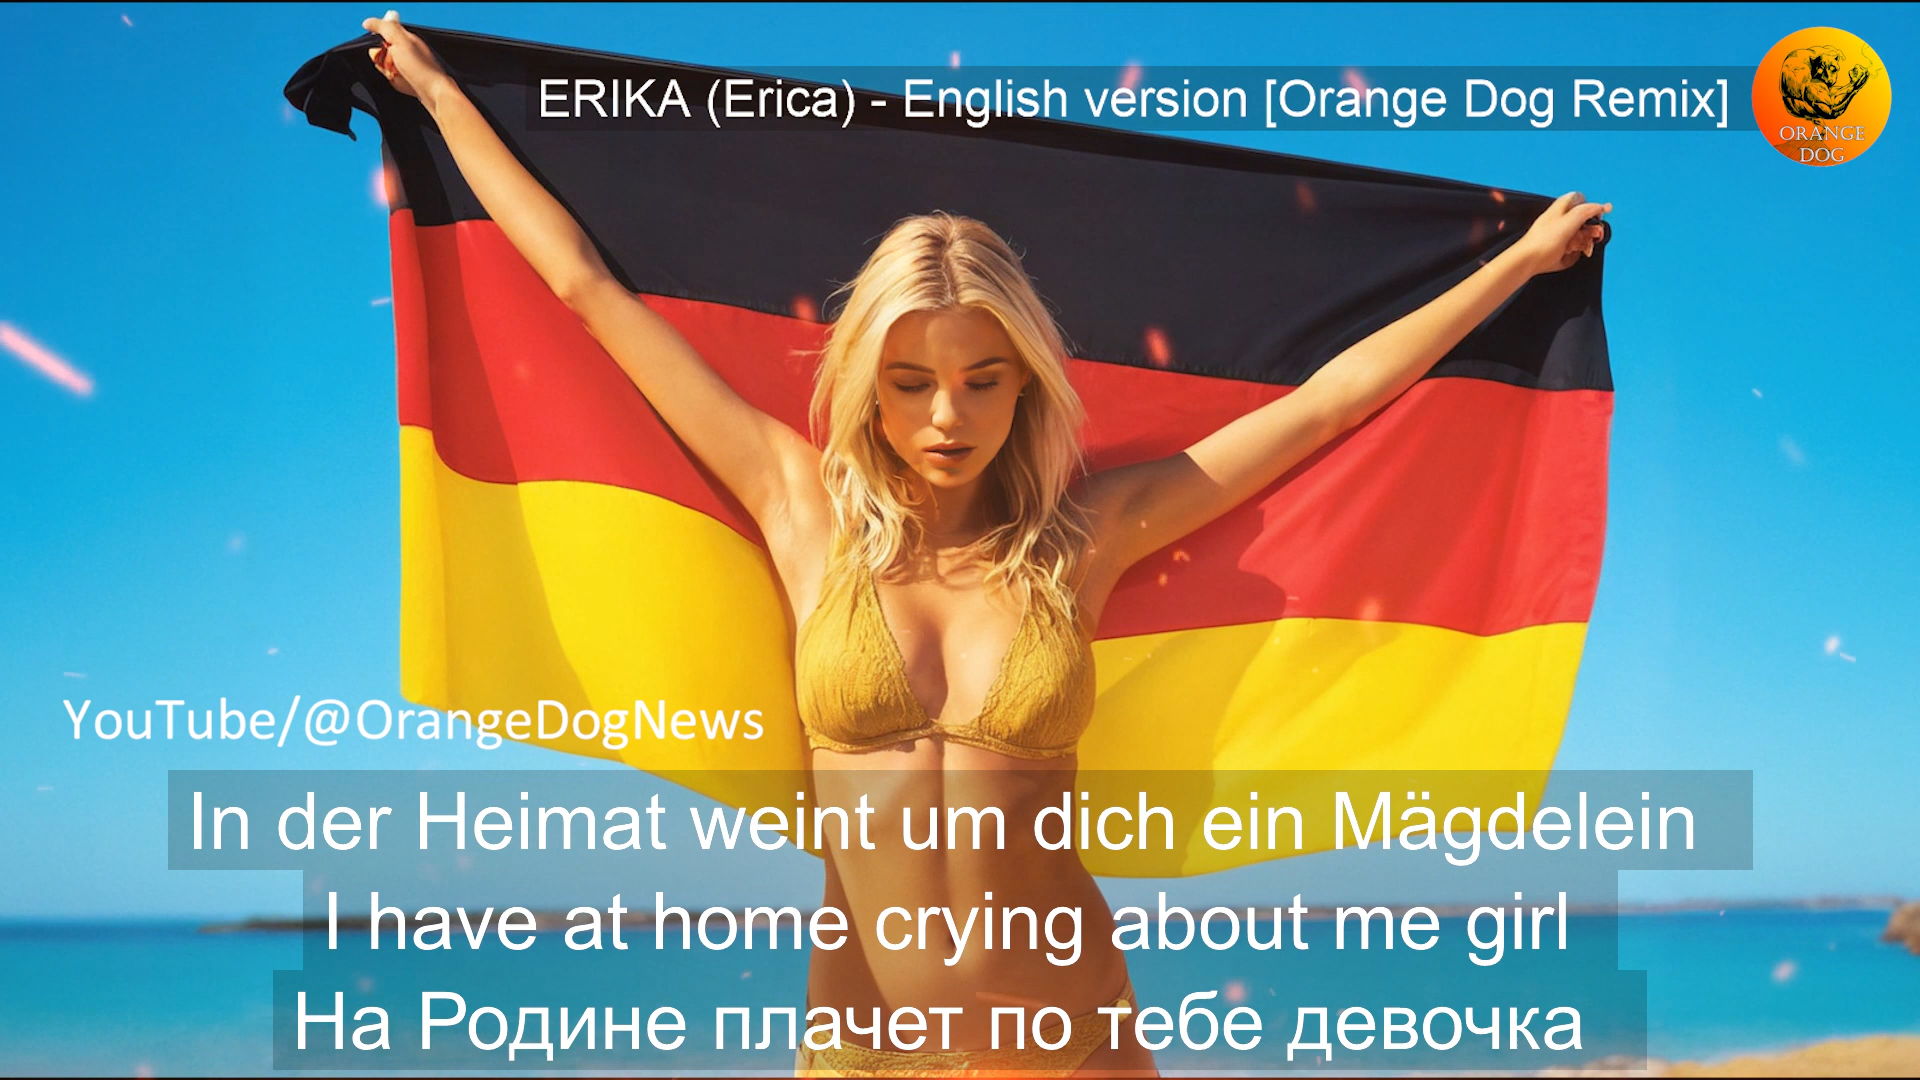 ERIKA (Erica) - English version [Orange Dog Remix]
ORANGE
DOG
YouTube/@OrangeDogNews
In der Heimat weint um dich ein Mägdelein
I have at home crying about me girl
На Родине плачет по тебе девочка